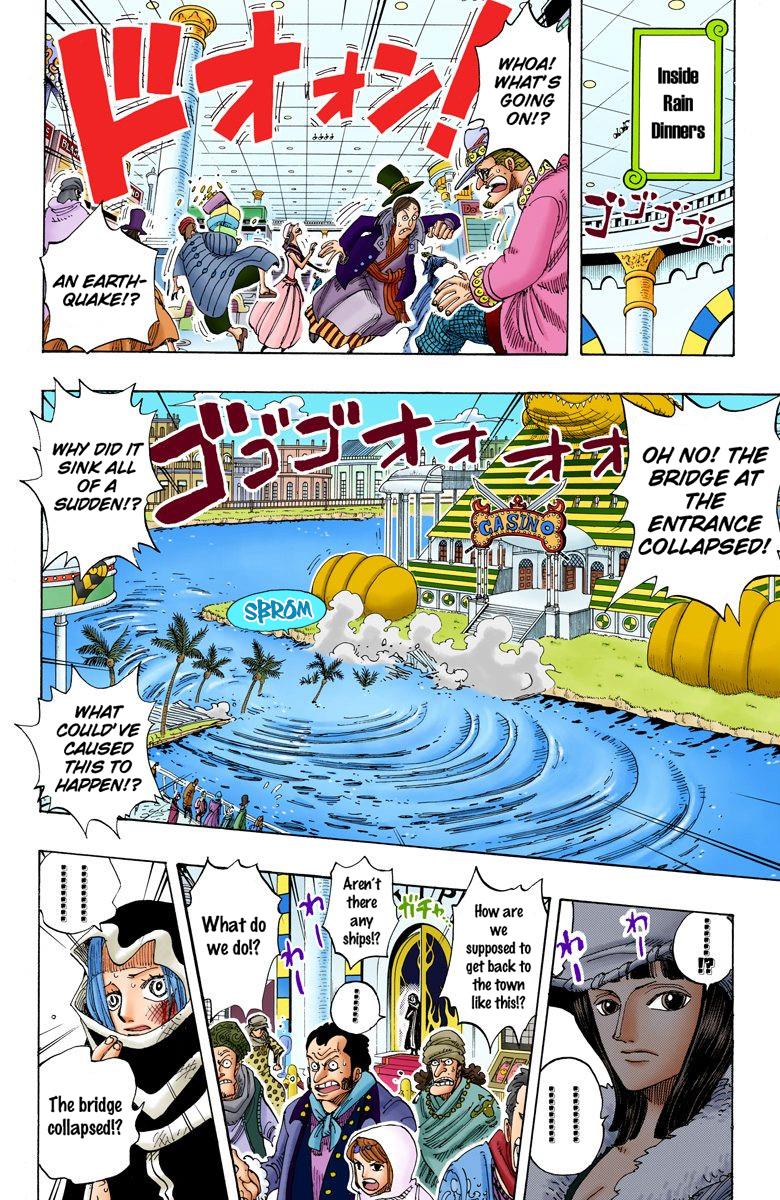 Inside
Rain
Dinners
ゴゴゴゴ…
WHOA!
WHAT'S
GOING
ON!?
ドオォン!
AN EARTH-
QUAKE!?
OH NO! THE
BRIDGE AT
THE
ENTRANCE
COLLAPSED!
ゴゴゴオォオォ
CASINO
WHY DID IT
SINK ALL
OF A
SUDDEN!?
SBROM
WHAT
COULD'VE
CAUSED
THIS TO
HAPPEN!?
.......!?
........
How are
we
supposed to
get back to
the town
like this!?
わー
ガチャ…
Aren't
there
any
ships!?
...
わー
わー
What do
we do!?
........
The bridge
collapsed!?